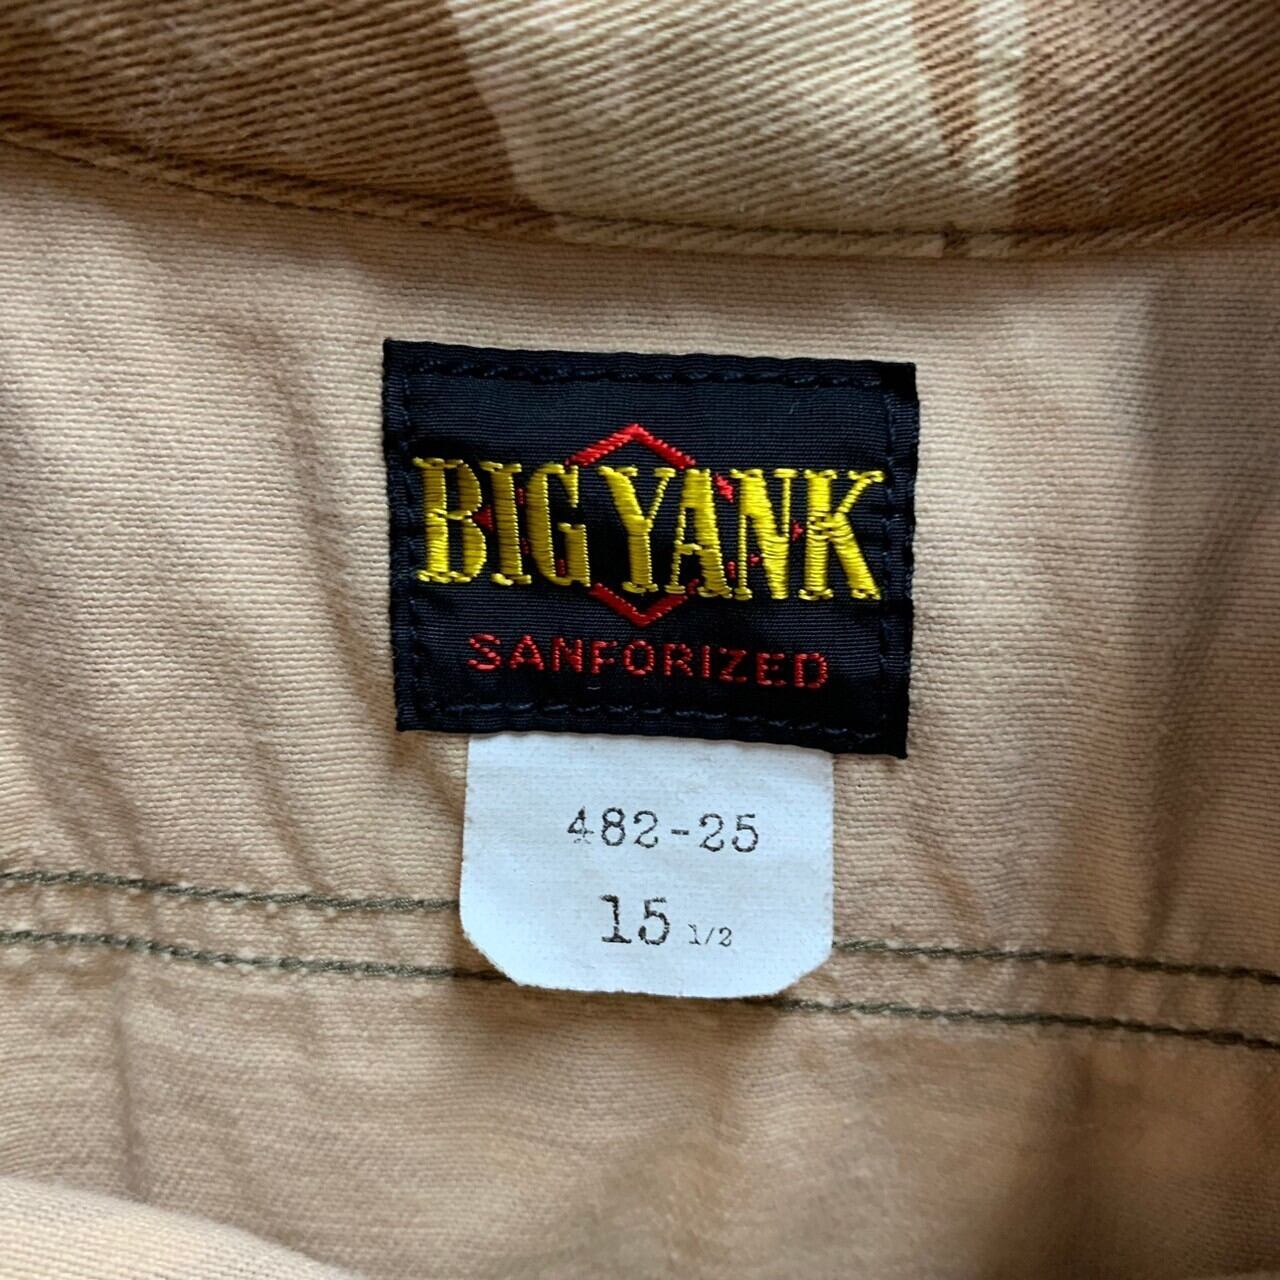 BIG YANK
SANFORIZED
482-25
15 1/2